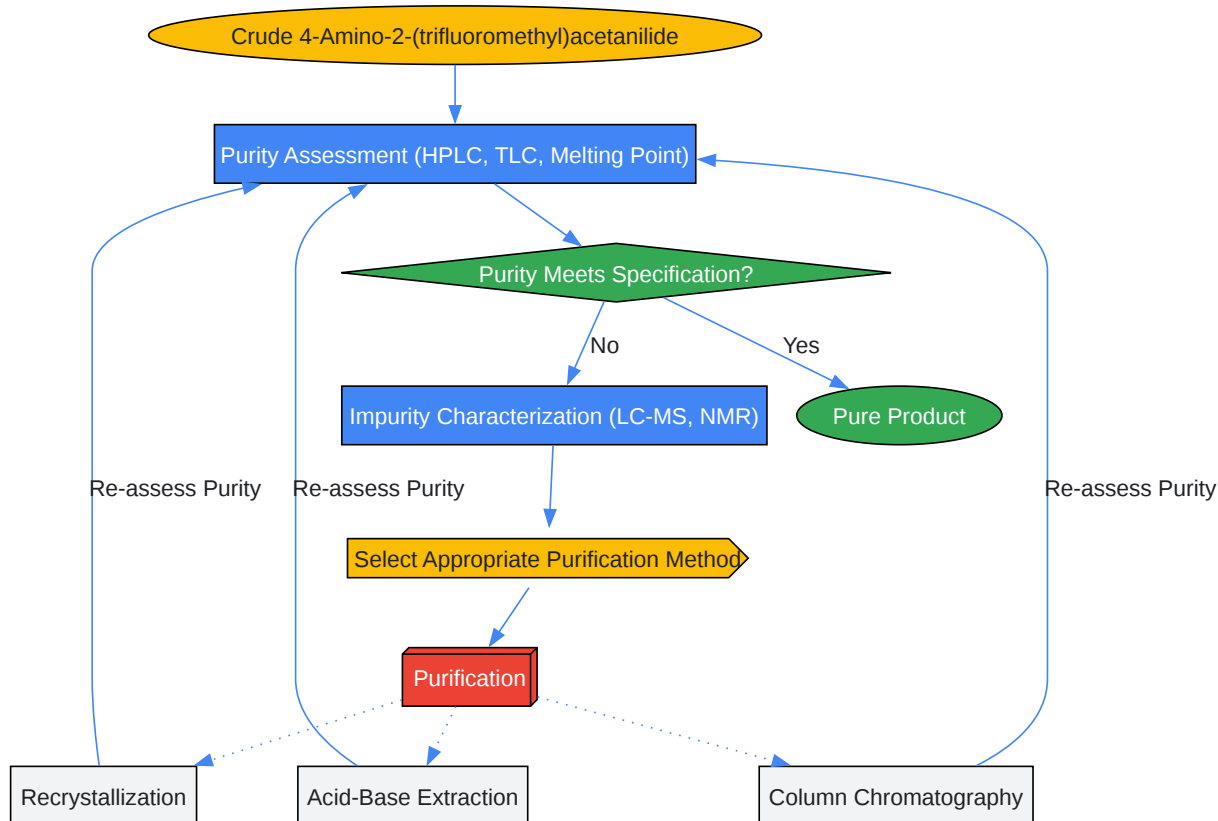 Crude 4-Amino-2-(trifluoromethyl)acetanilide
Purity Assessment (HPLC, TLC, Melting Point)
Purity Meets Specification?
No
Yes
Impurity Characterization (LC-MS, NMR)
Pure Product
Re-assess Purity
Re-assess Purity
Re-assess Purity
Select Appropriate Purification Method
Purification
Recrystallization
Acid-Base Extraction
Column Chromatography